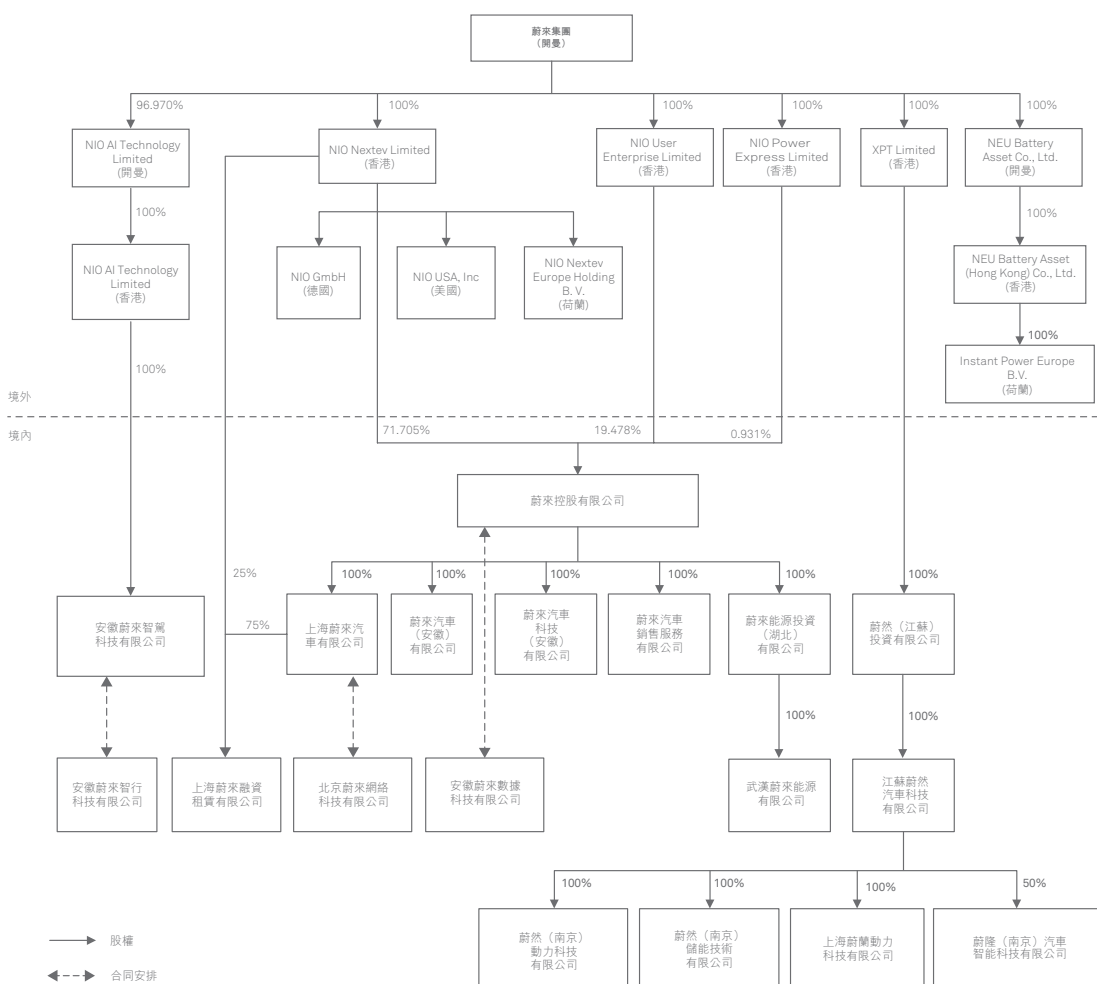 蔚來集團
（開曼）
96.970%
100%
100%
100%
100%
100%
NIO AI Technology
Limited
(開曼)
NIO Nextev Limited
(香港)
NIO User
Enterprise Limited
(香港)
NIO Power
Express Limited
(香港)
XPT Limited
(香港)
NEU Battery
Asset Co., Ltd.
(開曼)
100%
100%
NIO AI Technology
Limited
(香港)
NIO GmbH
(德國)
NIO USA, Inc
(美國)
NIO Nextev
Europe Holding
B. V.
(荷蘭)
NEU Battery Asset
(Hong Kong) Co., Ltd.
(香港)
100%
100%
Instant Power Europe
B.V.
(荷蘭)
境外
境內
71.705%
19.478%
0.931%
蔚來控股有限公司
25%
75%
100%
100%
100%
100%
100%
100%
安徽蔚來智駕
科技有限公司
上海蔚來汽
車有限公司
蔚來汽車
（安徽）
有限公司
蔚來汽車
科技
（安徽）
有限公司
蔚來汽車
銷售服務
有限公司
蔚來能源投資
（湖北）
有限公司
蔚然（江蘇）
投資有限公司
100%
100%
安徽蔚來智行
科技有限公司
上海蔚來融資
租賃有限公司
北京蔚來網絡
科技有限公司
安徽蔚來數據
科技有限公司
武漢蔚來能源
有限公司
江蘇蔚然
汽車科技
有限公司
100%
100%
100%
50%
蔚然（南京）
動力科技
有限公司
蔚然（南京）
儲能技術
有限公司
上海蔚蘭動力
科技有限公司
蔚隆（南京）汽車
智能科技有限公司
股權
合同安排